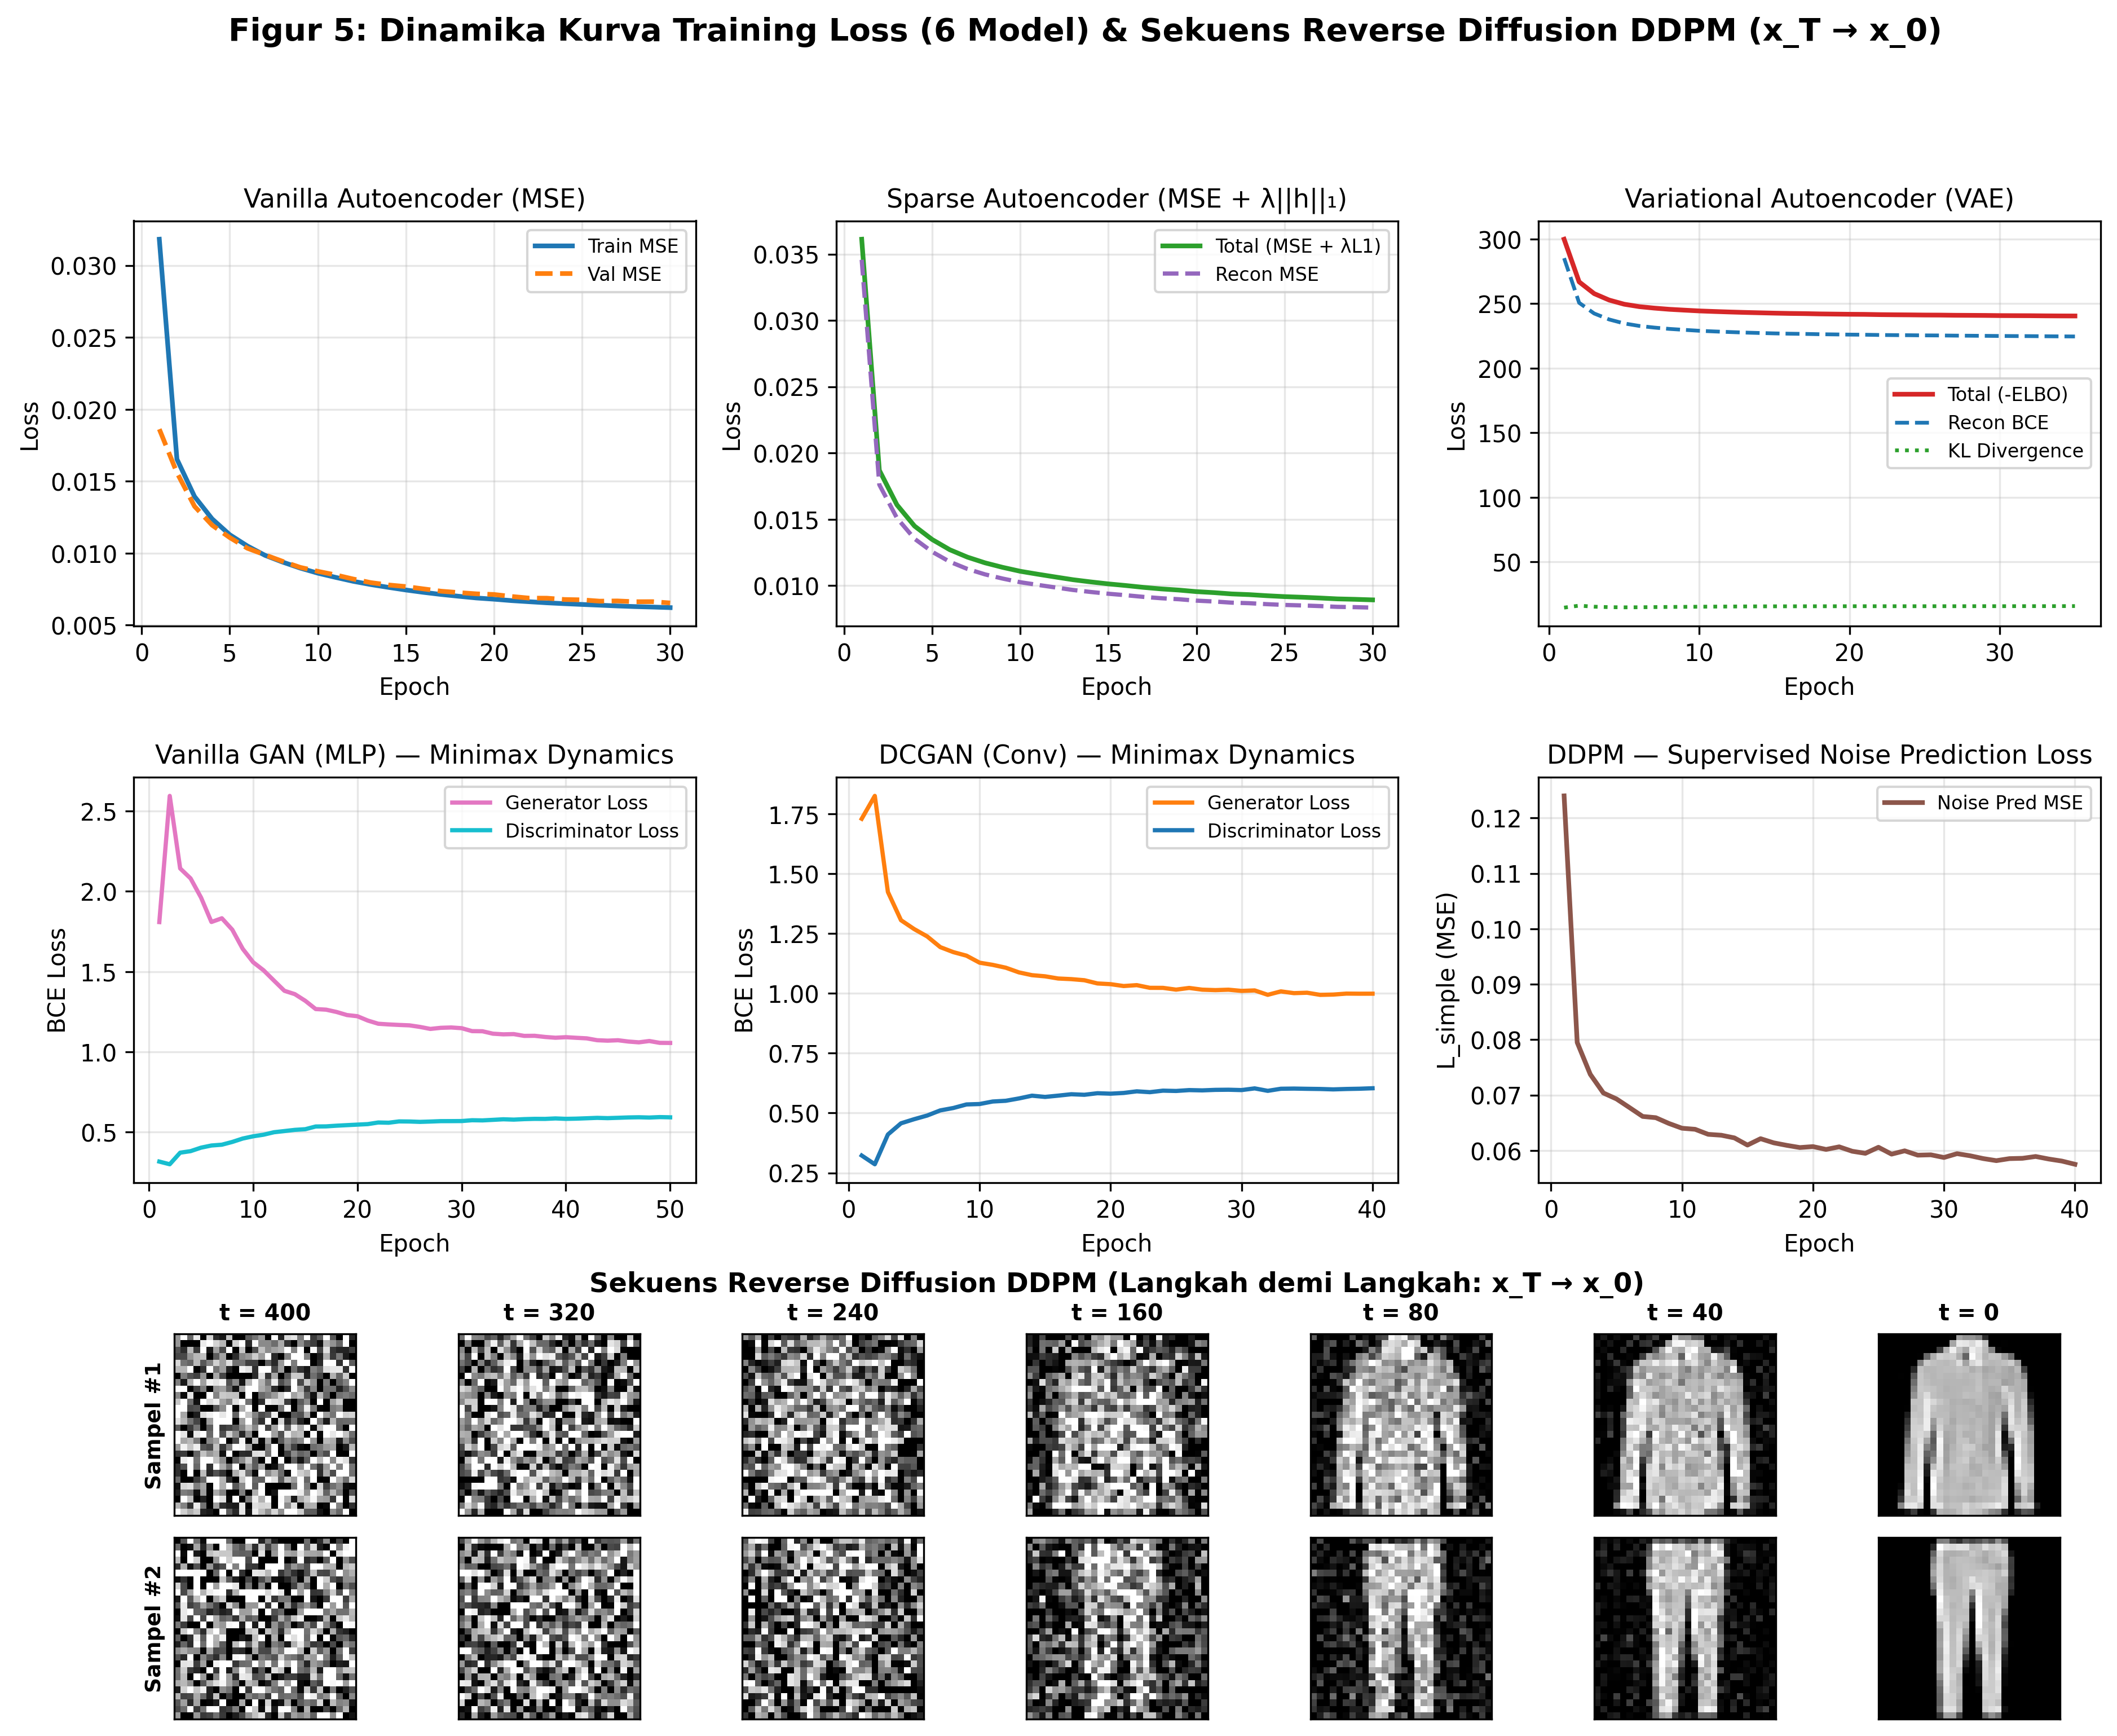 Figur 5: Dinamika Kurva Training Loss (6 Model) & Sekuens Reverse Diffusion DDPM (x_T → x_0)
Vanilla Autoencoder (MSE)
Loss
0.030
0.025
0.020
0.015
0.010
0.005
Train MSE
Val MSE
0 5 10 15 20 25 30
Epoch
Sparse Autoencoder (MSE + λ||h||₁)
Loss
0.035
0.030
0.025
0.020
0.015
0.010
Total (MSE + λL1)
Recon MSE
0 5 10 15 20 25 30
Epoch
Variational Autoencoder (VAE)
Loss
300
250
200
150
100
50
Total (-ELBO)
Recon BCE
KL Divergence
0 10 20 30
Epoch
Vanilla GAN (MLP) — Minimax Dynamics
BCE Loss
2.5
2.0
1.5
1.0
0.5
Generator Loss
Discriminator Loss
0 10 20 30 40 50
Epoch
DCGAN (Conv) — Minimax Dynamics
BCE Loss
1.75
1.50
1.25
1.00
0.75
0.50
0.25
Generator Loss
Discriminator Loss
0 10 20 30 40
Epoch
DDPM — Supervised Noise Prediction Loss
L_simple (MSE)
0.12
0.11
0.10
0.09
0.08
0.07
0.06
Noise Pred MSE
0 10 20 30 40
Epoch
Sekuens Reverse Diffusion DDPM (Langkah demi Langkah: x_T → x_0)
t = 400 t = 320 t = 240 t = 160 t = 80 t = 40 t = 0
Sampel #1
Sampel #2